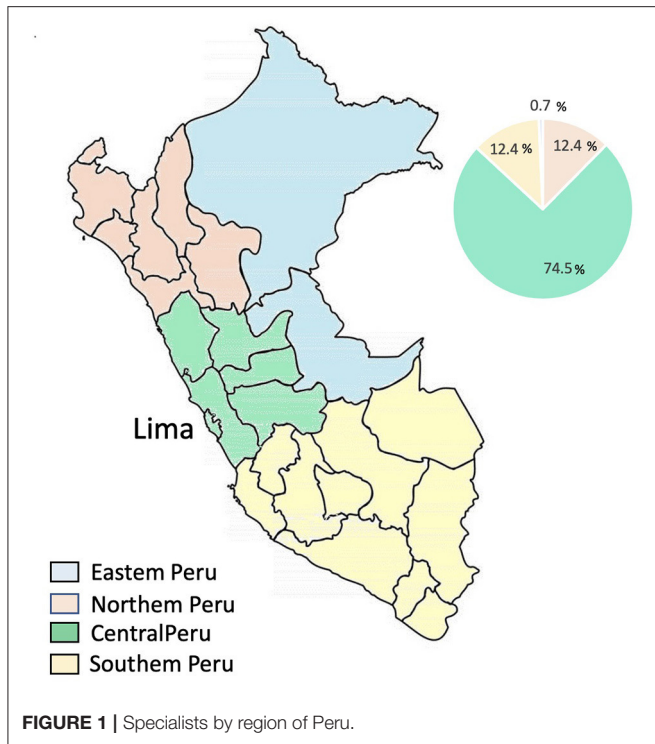 0.7 %
12.4 %
12.4 %
74.5%
Lima
Eastem Peru
Northem Peru
CentralPeru
Southem Peru
FIGURE 1 | Specialists by region of Peru.